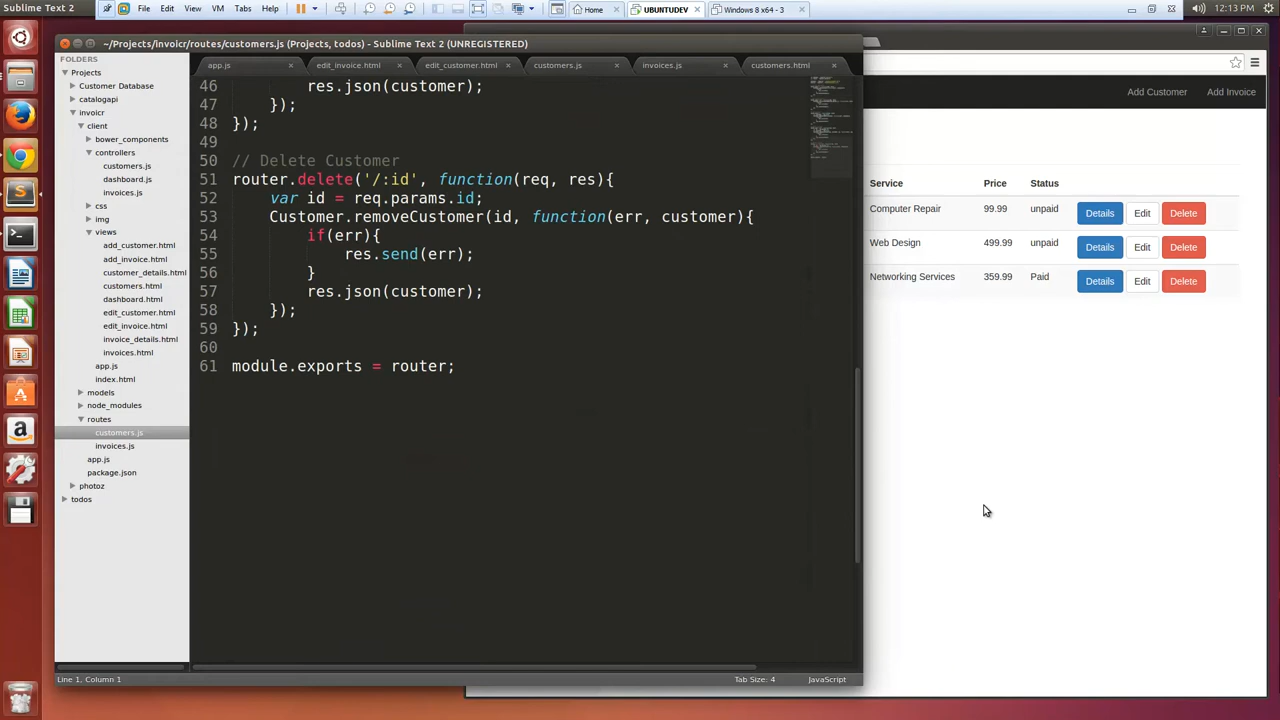 Sublime Text 2
File Edit View VM Tabs Help
Home
UBUNTUDEV
Windows 8 x64 - 3
12:13 PM
~/Projects/invoicr/routes/customers.js (Projects, todos) - Sublime Text 2 (UNREGISTERED)
FOLDERS
Projects
Customer Database
catalogapi
invoicr
client
bower_components
controllers
customers.js
dashboard.js
invoices.js
css
img
views
add_customer.html
add_invoice.html
customer_details.html
customers.html
dashboard.html
edit_customer.html
edit_invoice.html
invoice_details.html
invoices.html
app.js
index.html
models
node_modules
routes
customers.js
invoices.js
app.js
package.json
photoz
todos
app.js
edit_invoice.html
edit_customer.html
customers.js
invoices.js
customers.html
46 res.json(customer);
47 });
48 });
49
50 // Delete Customer
51 router.delete('/:id', function(req, res){
52 var id = req.params.id;
53 Customer.removeCustomer(id, function(err, customer){
54 if(err){
55 res.send(err);
56 }
57 res.json(customer);
58 });
59 });
60
61 module.exports = router;
Line 1, Column 1
Tab Size: 4
JavaScript
Add Customer Add Invoice
Service Price Status
Computer Repair 99.99 unpaid Details Edit Delete
Web Design 499.99 unpaid Details Edit Delete
Networking Services 359.99 Paid Details Edit Delete